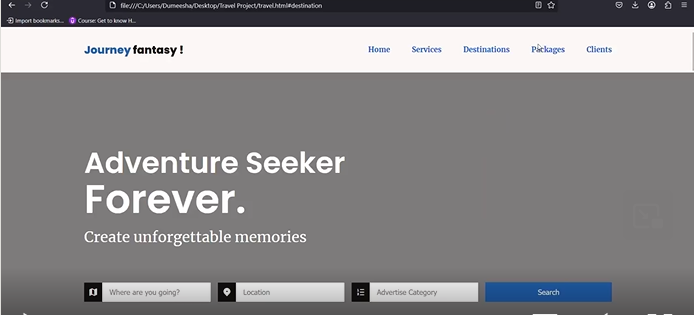 file:///C:/Users/Dumeesha/Desktop/Travel Project/travel.html#destination
Import bookmarks... Course: Get to know H...
Journey fantasy ! Home Services Destinations Packages Clients
Adventure Seeker
Forever.
Create unforgettable memories
Where are you going? Location Advertise Category Search